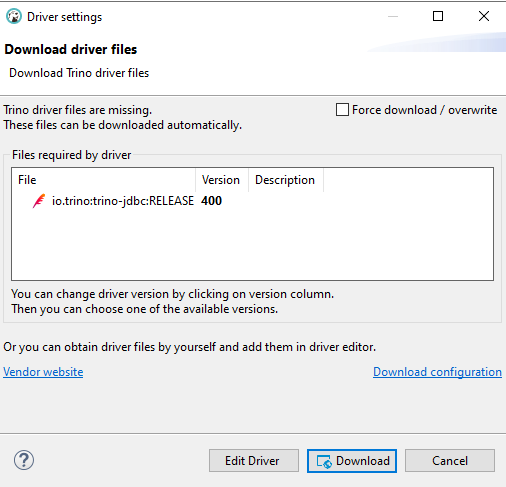 Driver settings
Download driver files
Download Trino driver files
Trino driver files are missing.
Force download / overwrite
These files can be downloaded automatically.
Files required by driver
File Version Description
io.trino:trino-jdbc:RELEASE 400
You can change driver version by clicking on version column.
Then you can choose one of the available versions.
Or you can obtain driver files by yourself and add them in driver editor.
Vendor website Download configuration
? Edit Driver Download Cancel